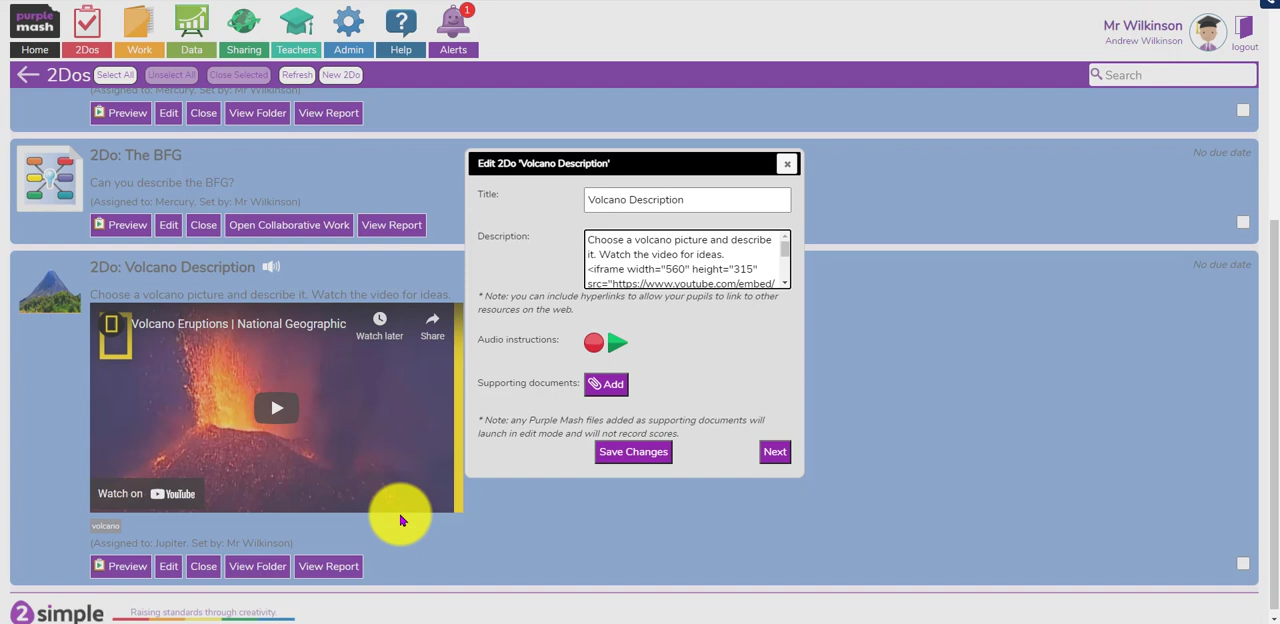 purple
mash
1
Home
2Dos
Work
Data
Sharing
Teachers
Admin
Help
Alerts
Mr Wilkinson
Andrew Wilkinson
logout
2Dos
Select All
Unselect All
Close Selected
Refresh
New 2Do
Search
(Assigned to: Mercury. Set by: Mr Wilkinson)
Preview
Edit
Close
View Folder
View Report
2Do: The BFG
No due date
Can you describe the BFG?
(Assigned to: Mercury. Set by: Mr Wilkinson)
Preview
Edit
Close
Open Collaborative Work
View Report
2Do: Volcano Description
No due date
Choose a volcano picture and describe it. Watch the video for ideas.
Volcano Eruptions | National Geographic
Watch later
Share
Watch on YouTube
volcano
(Assigned to: Jupiter. Set by: Mr Wilkinson)
Preview
Edit
Close
View Folder
View Report
Edit 2Do 'Volcano Description'
Title:
Volcano Description
Description:
Choose a volcano picture and describe
it. Watch the video for ideas.
<iframe width="560" height="315"
src="https://www.youtube.com/embed/
* Note: you can include hyperlinks to allow your pupils to link to other
resources on the web.
Audio instructions:
Supporting documents:
Add
* Note: any Purple Mash files added as supporting documents will
launch in edit mode and will not record scores.
Save Changes
Next
2simple
Raising standards through creativity.